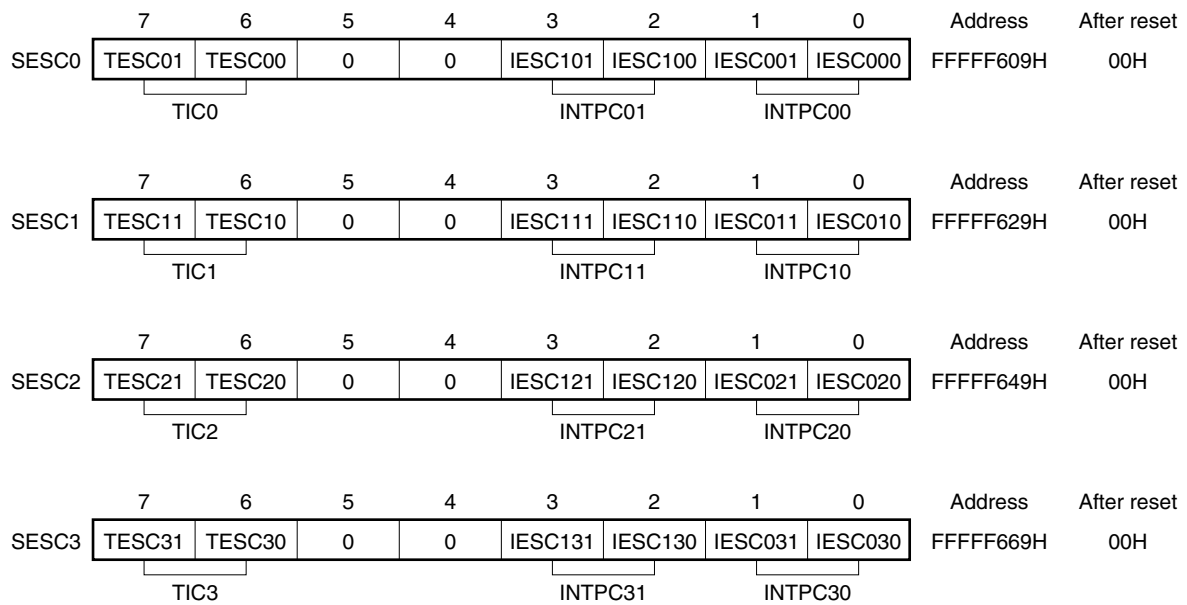 7 6 5 4 3 2 1 0 Address After reset
SESC0 TESC01 TESC00 0 0 IESC101 IESC100 IESC001 IESC000 FFFFF609H 00H
TIC0 INTPC01 INTPC00
7 6 5 4 3 2 1 0 Address After reset
SESC1 TESC11 TESC10 0 0 IESC111 IESC110 IESC011 IESC010 FFFFF629H 00H
TIC1 INTPC11 INTPC10
7 6 5 4 3 2 1 0 Address After reset
SESC2 TESC21 TESC20 0 0 IESC121 IESC120 IESC021 IESC020 FFFFF649H 00H
TIC2 INTPC21 INTPC20
7 6 5 4 3 2 1 0 Address After reset
SESC3 TESC31 TESC30 0 0 IESC131 IESC130 IESC031 IESC030 FFFFF669H 00H
TIC3 INTPC31 INTPC30